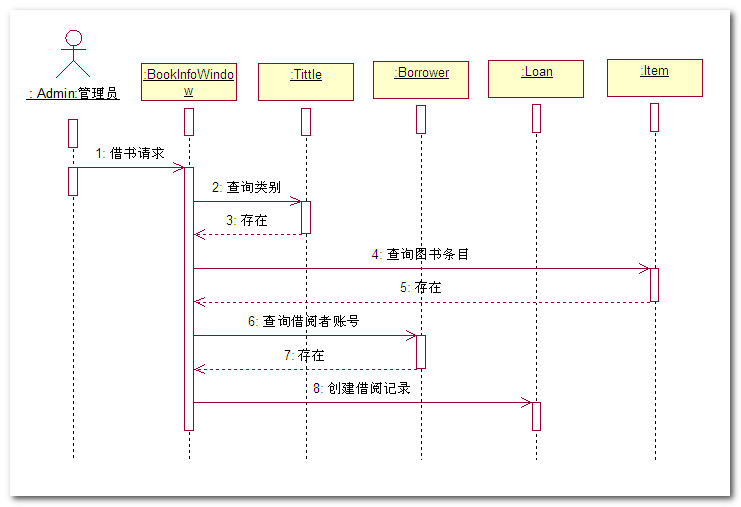 : Admin:管理员
:BookInfoWindo
w
:Tittle
:Borrower
:Loan
:Item
1: 借书请求
2: 查询类别
3: 存在
4: 查询图书条目
5: 存在
6: 查询借阅者账号
7: 存在
8: 创建借阅记录